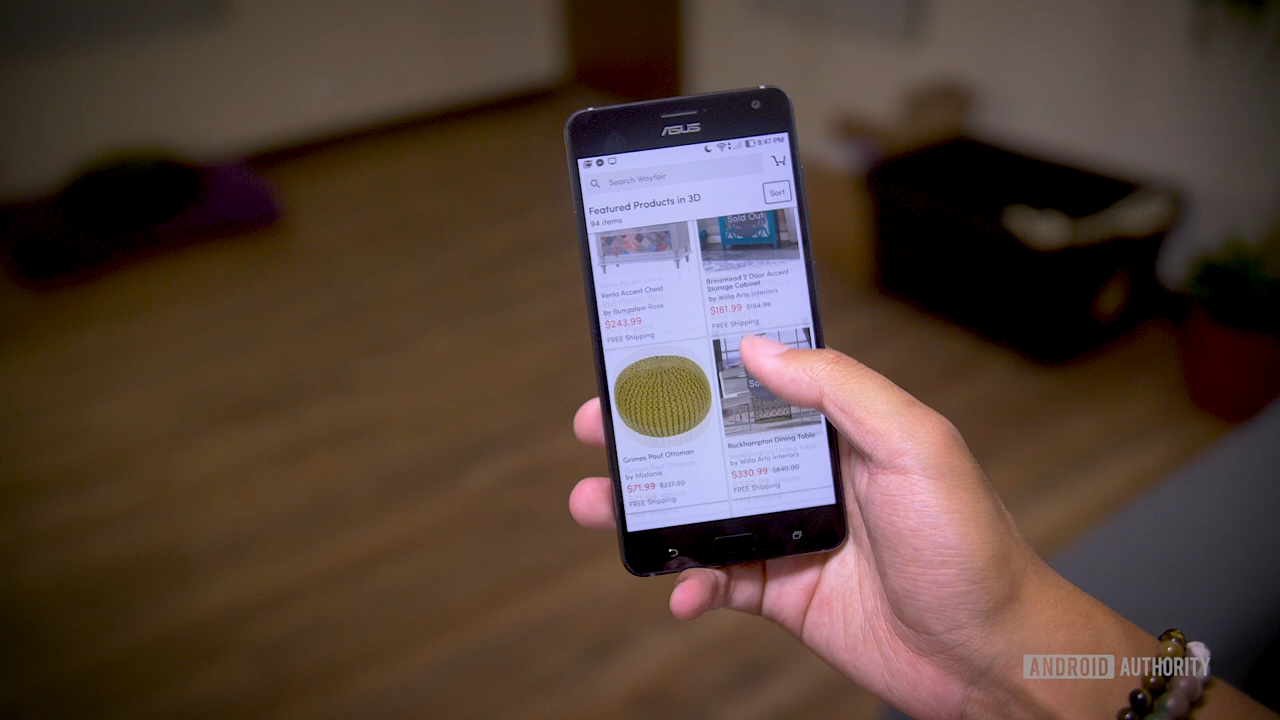 ASUS
8:47 PM
Search Wayfair
Featured Products in 3D
Sort
94 items
Sold Out
Venla Accent Chest
by Bungalow Rose
$243.99
FREE Shipping
Brinsmead 2 Door Accent
Storage Cabinet
by Willa Arlo Interiors
$161.99 $194.99
FREE Shipping
Grimes Pouf Ottoman
by Mistana
$71.99 $227.00
FREE Shipping
Rockhampton Dining Table
by Willa Arlo Interiors
$330.99 $640.00
FREE Shipping
ANDROID AUTHORITY